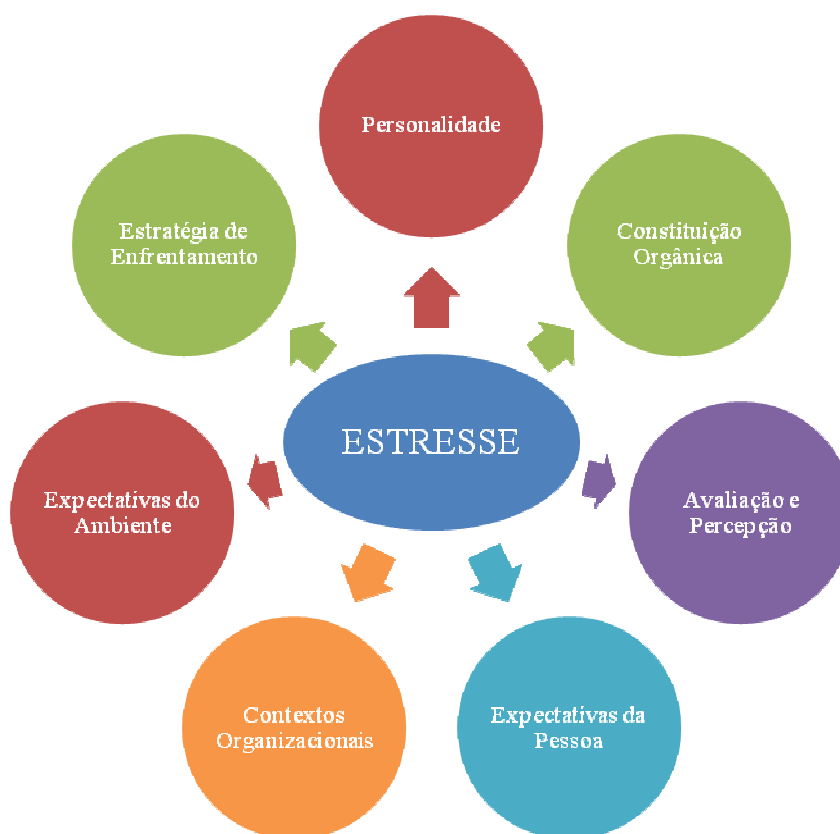 Personalidade
Estratégia de
Enfrentamento
Constituição
Orgânica
ESTRESSE
Expectativas do
Ambiente
Avaliação e
Percepção
Contextos
Organizacionais
Expectativas da
Pessoa